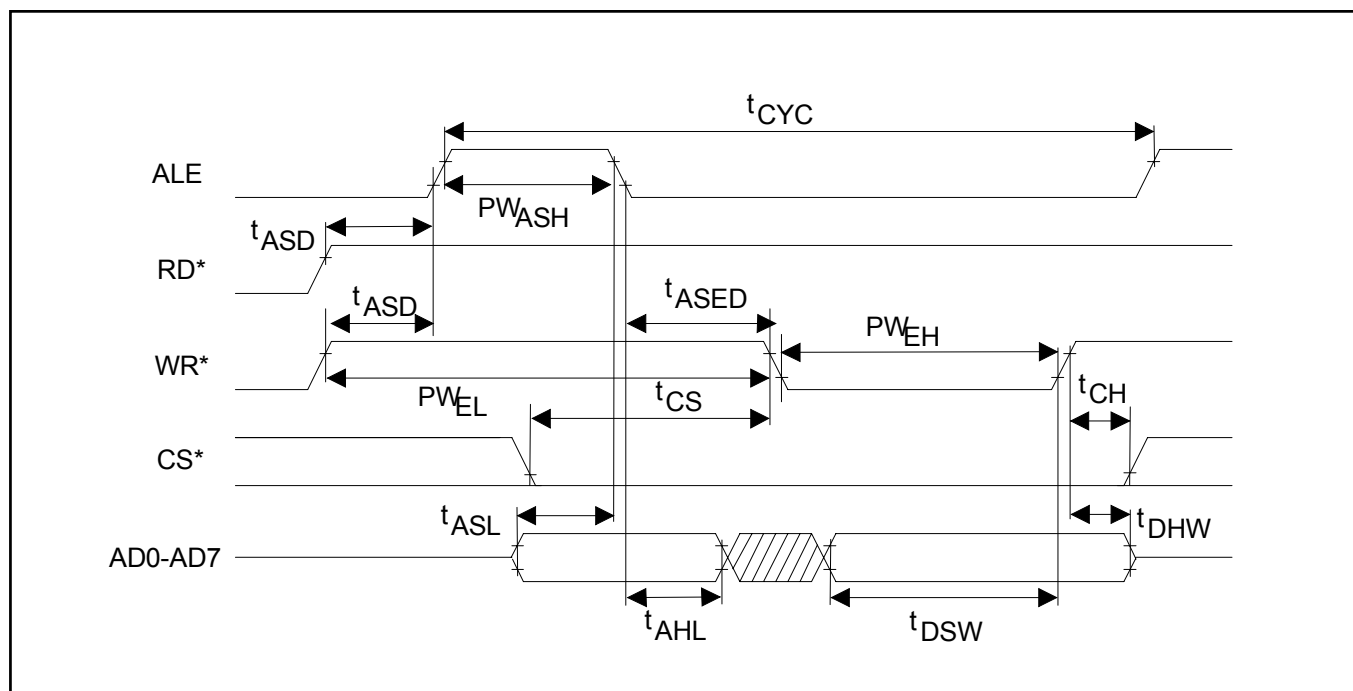 tCYC
ALE
PWASH
tASD
RD*
tASD
tASED
PWEH
WR*
PWEL
tCS
tCH
CS*
tASL
tDHW
AD0-AD7
tAHL
tDSW